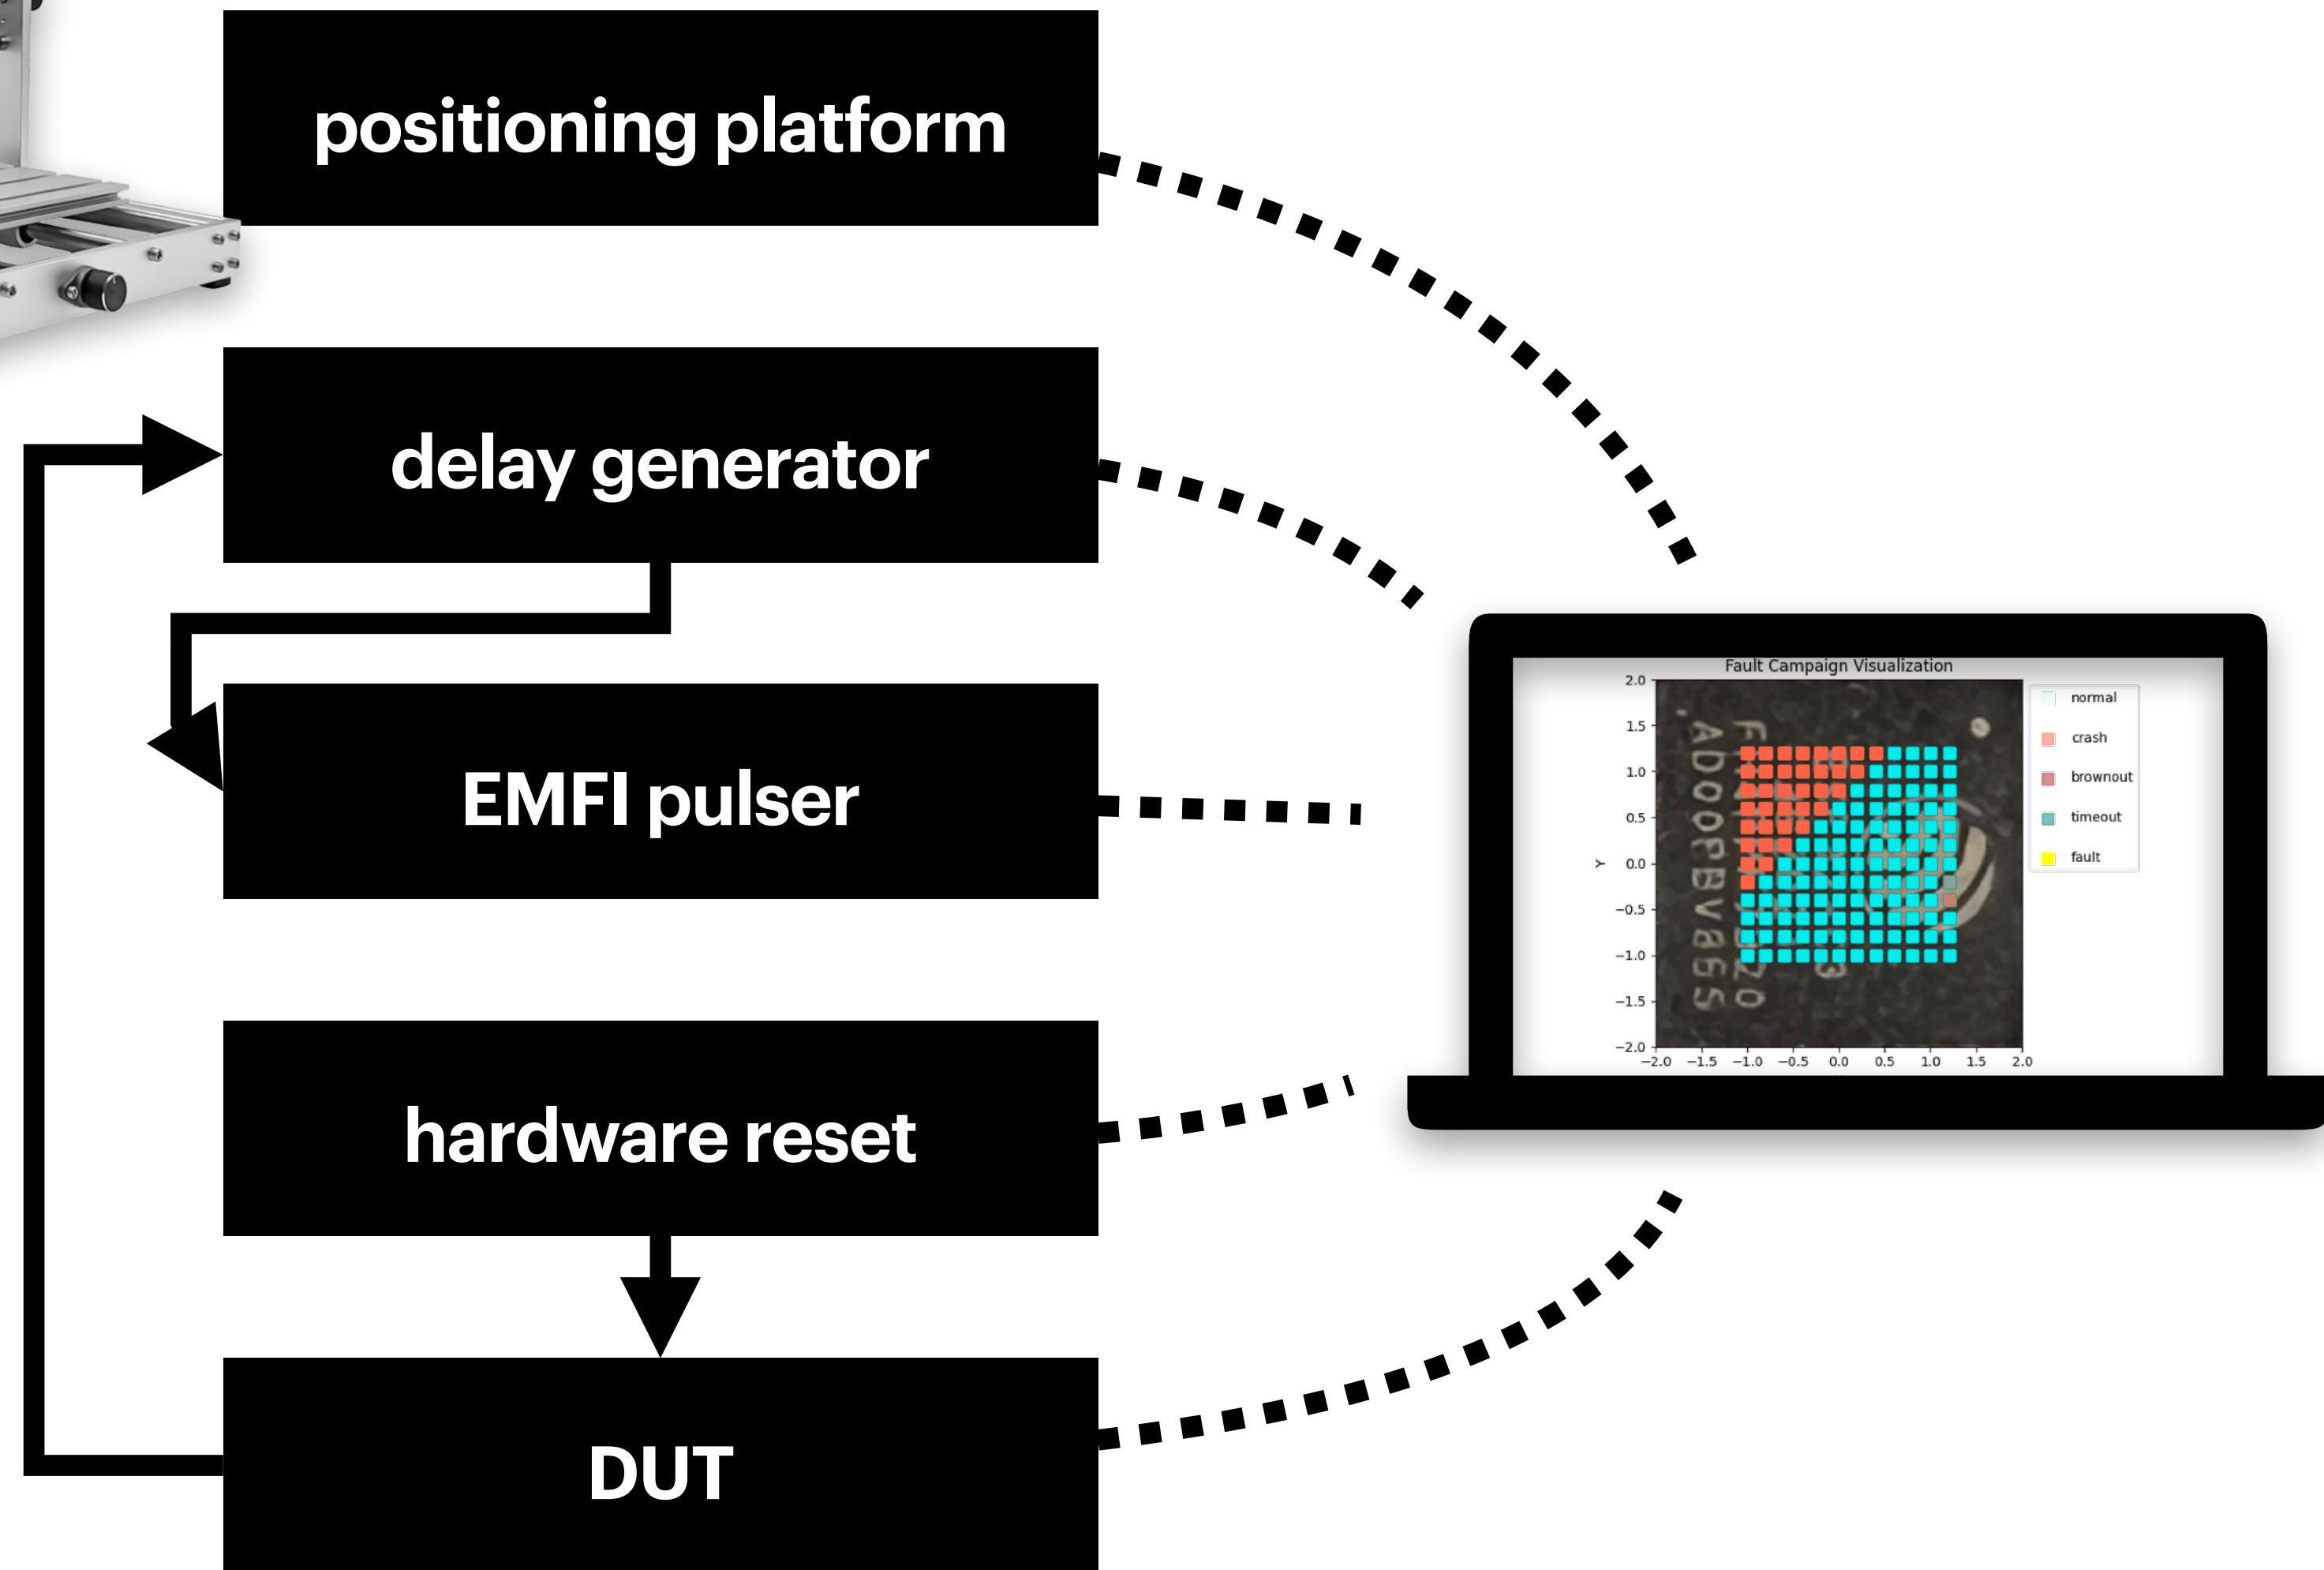 positioning platform
delay generator
EMFI pulser
hardware reset
DUT
Fault Campaign Visualization
2.0
1.5
1.0
0.5
0.0
−0.5
−1.0
−1.5
−2.0
Y
−2.0 −1.5 −1.0 −0.5 0.0 0.5 1.0 1.5 2.0
normal
crash
brownout
timeout
fault